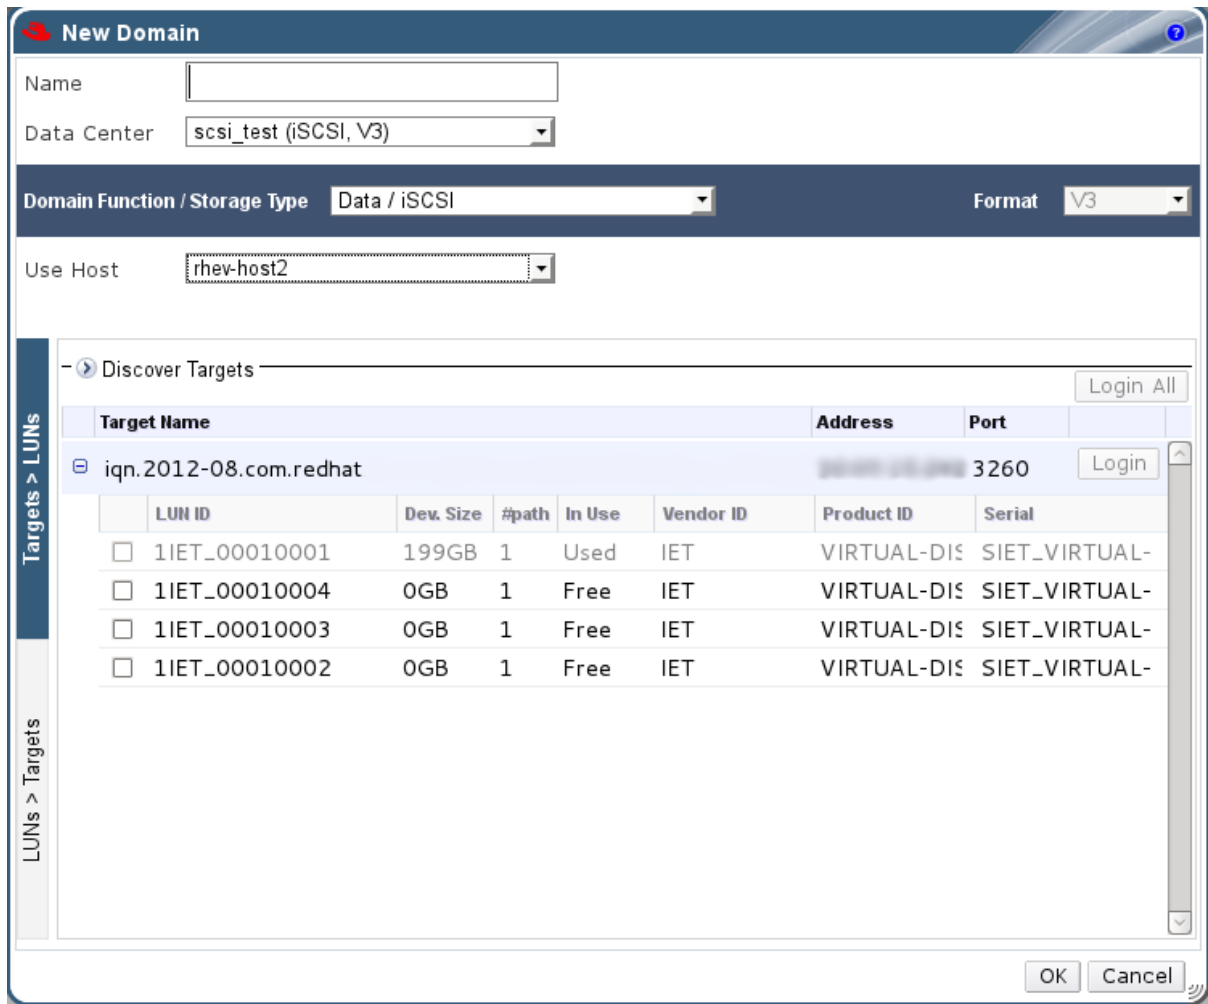 New Domain
?
Name
Data Center scsi_test (iSCSI, V3)
Domain Function / Storage Type Data / iSCSI Format V3
Use Host rhev-host2
Targets > LUNs
LUNs > Targets
Discover Targets
Login All
Target Name Address Port
iqn.2012-08.com.redhat 3260 Login
LUN ID Dev. Size #path In Use Vendor ID Product ID Serial
1IET_00010001 199GB 1 Used IET VIRTUAL-DIS SIET_VIRTUAL-
1IET_00010004 0GB 1 Free IET VIRTUAL-DIS SIET_VIRTUAL-
1IET_00010003 0GB 1 Free IET VIRTUAL-DIS SIET_VIRTUAL-
1IET_00010002 0GB 1 Free IET VIRTUAL-DIS SIET_VIRTUAL-
OK Cancel